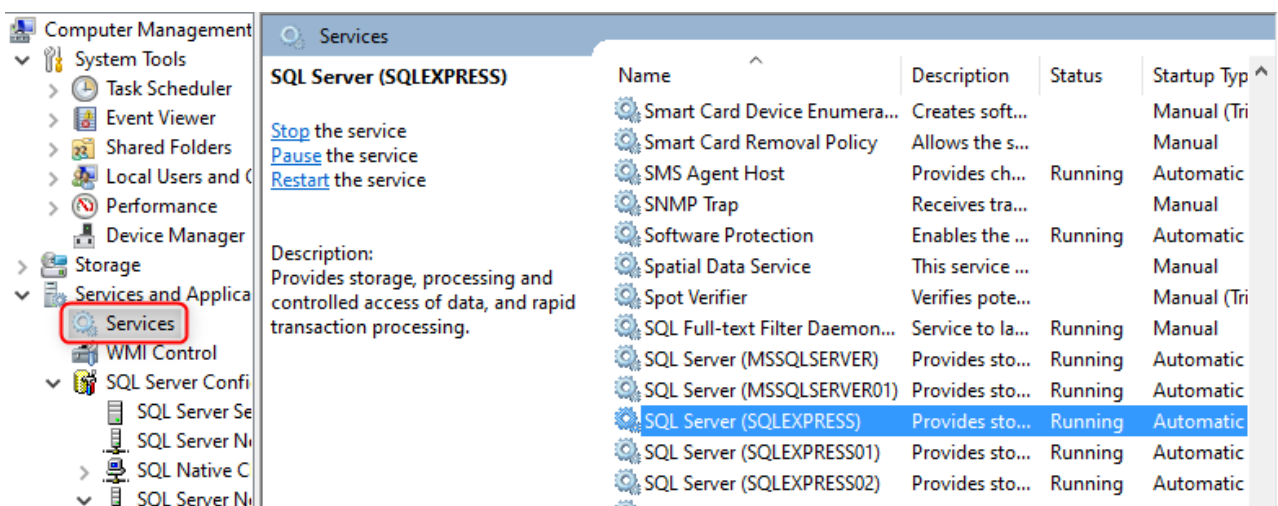 Computer Management
System Tools
Task Scheduler
Event Viewer
Shared Folders
Local Users and
Performance
Device Manager
Storage
Services and Applica
Services
WMI Control
SQL Server Confi
SQL Server Se
SQL Server
SQL Native C
SQL Server
Services
SQL Server (SQLEXPRESS)
Stop the service
Pause the service
Restart the service
Description:
Provides storage, processing and
controlled access of data, and rapid
transaction processing.
Name Description Status Startup Typ
Smart Card Device Enumera... Creates soft... Manual (Tri
Smart Card Removal Policy Allows the s... Manual
SMS Agent Host Provides ch... Running Automatic
SNMP Trap Receives tra... Manual
Software Protection Enables the ... Running Automatic
Spatial Data Service This service ... Manual
Spot Verifier Verifies pote... Manual (Tri
SQL Full-text Filter Daemon... Service to la... Running Manual
SQL Server (MSSQLSERVER) Provides sto... Running Automatic
SQL Server (MSSQLSERVER01) Provides sto... Running Automatic
SQL Server (SQLEXPRESS) Provides sto... Running Automatic
SQL Server (SQLEXPRESS01) Provides sto... Running Automatic
SQL Server (SQLEXPRESS02) Provides sto... Running Automatic